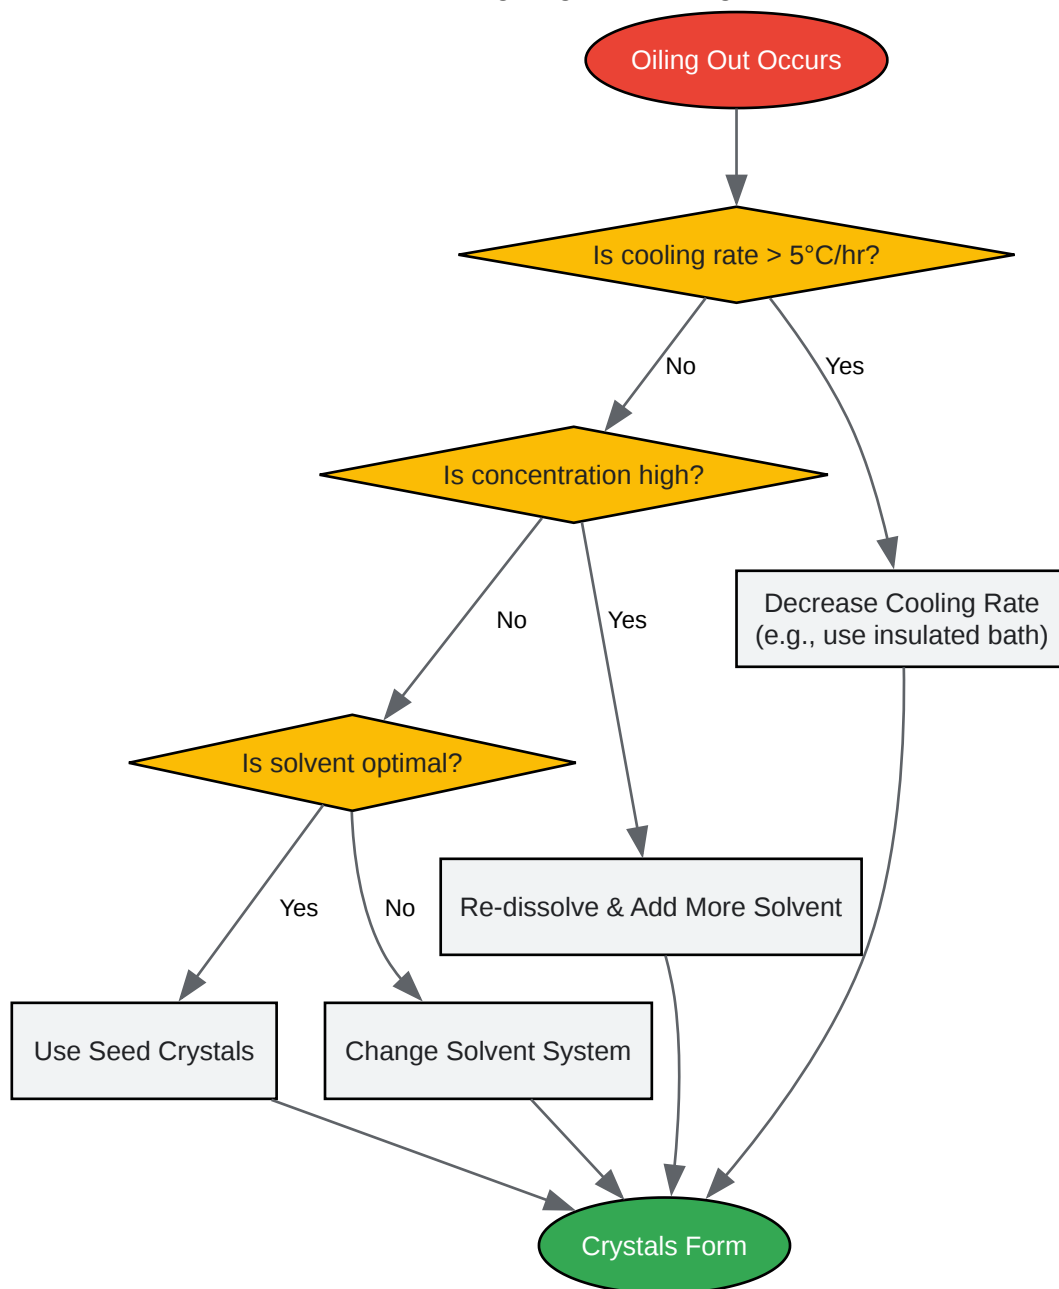 Oiling Out Occurs
Is cooling rate > 5°C/hr?
No
Yes
Is concentration high?
Decrease Cooling Rate
(e.g., use insulated bath)
No
Yes
Is solvent optimal?
Re-dissolve & Add More Solvent
Yes
No
Use Seed Crystals
Change Solvent System
Crystals Form